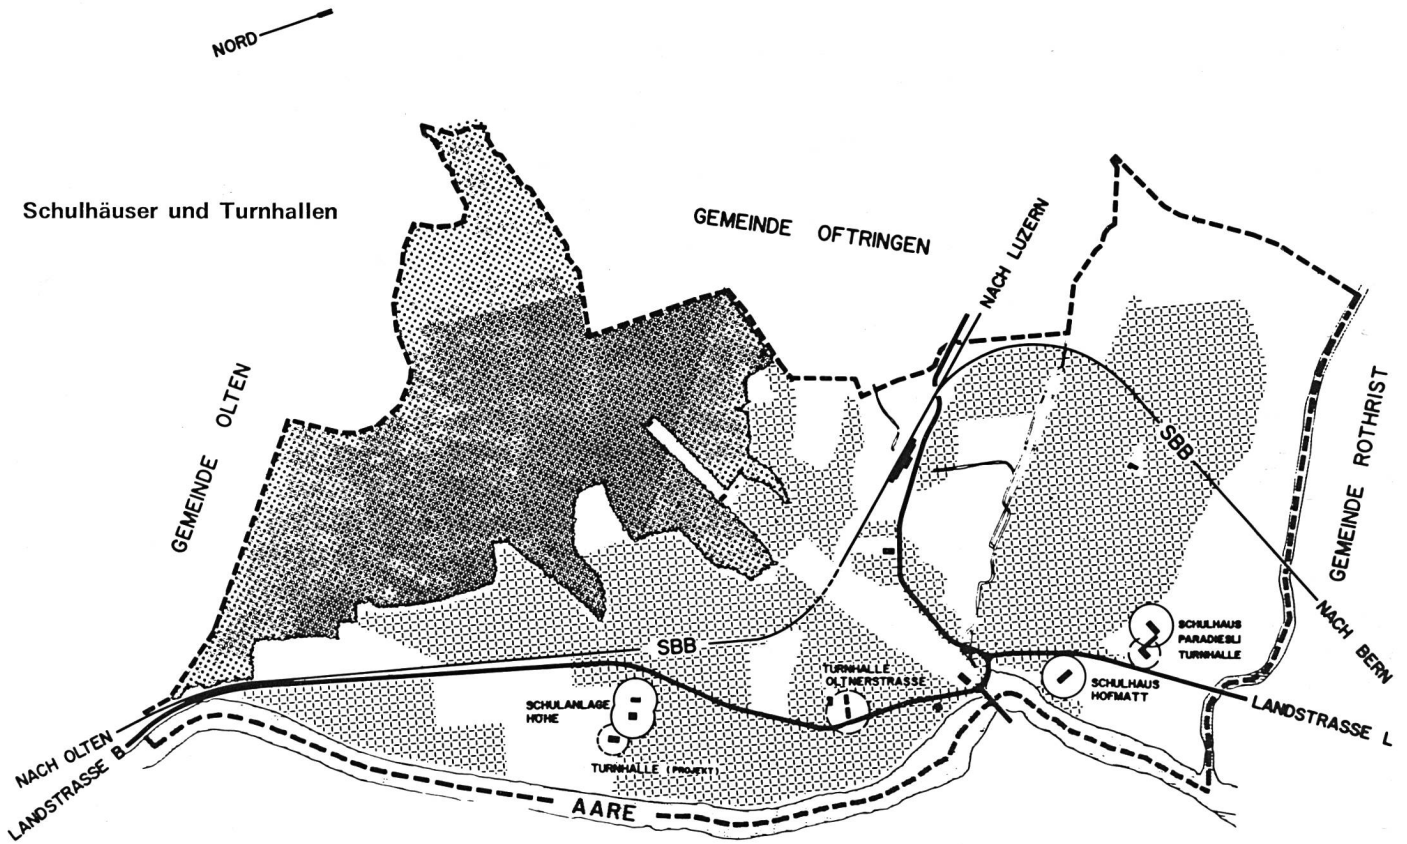 NORD
Schulhäuser und Turnhallen
GEMEINDE OFTRINGEN
NACH LUZERN
GEMEINDE OLTEN
GEMEINDE ROTHRIST
SBB
NACH BERN
SBB
SCHULHAUS
PARADIESLI
TURNHALLE
TURNHALLE
OLTNERSTRASSE
SCHULHAUS
HOFMATT
SCHULANLAGE
HÖHE
LANDSTRASSE L
TURNHALLE (PROJEKT)
NACH OLTEN
LANDSTRASSE B
AARE